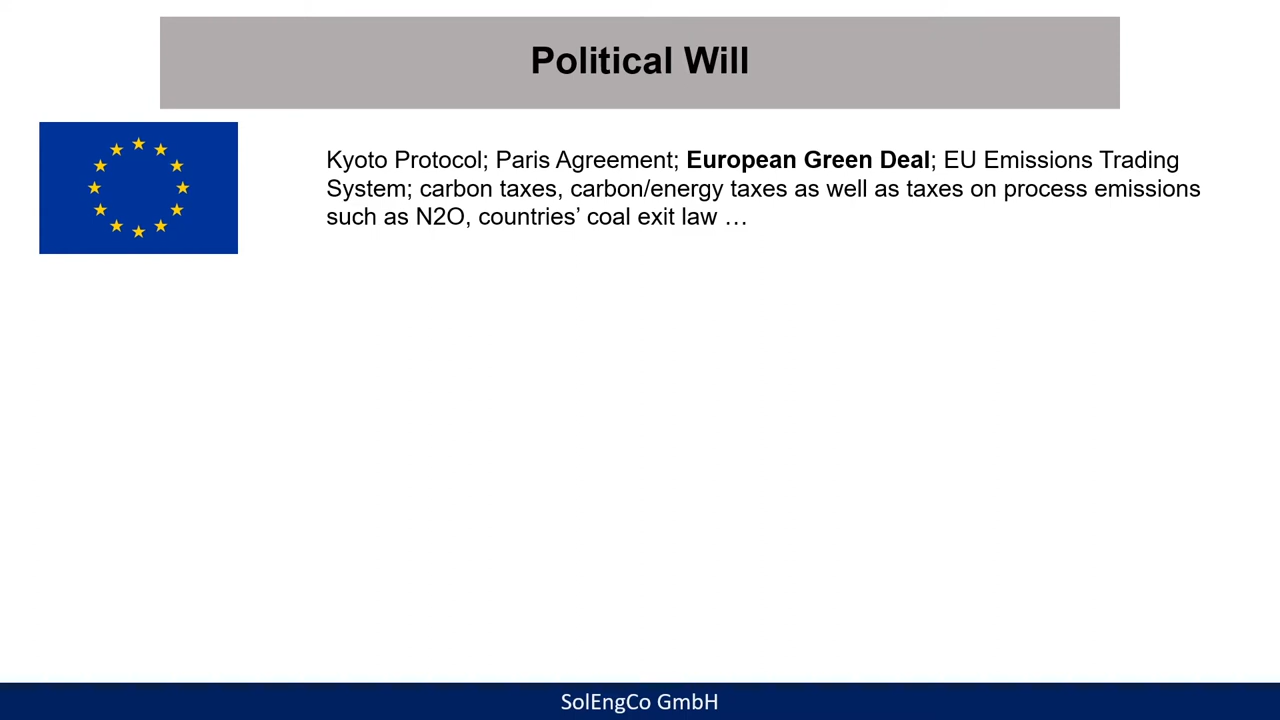 Political Will
Kyoto Protocol; Paris Agreement; European Green Deal; EU Emissions Trading
System; carbon taxes, carbon/energy taxes as well as taxes on process emissions
such as N2O, countries’ coal exit law …
SolEngCo GmbH